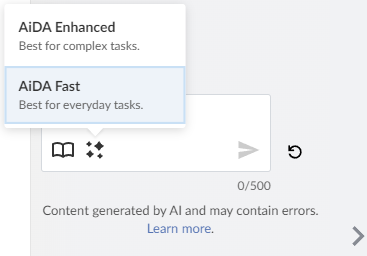 AiDA Enhanced
Best for complex tasks.
AiDA Fast
Best for everyday tasks.
0/500
Content generated by AI and may contain errors.
Learn more.